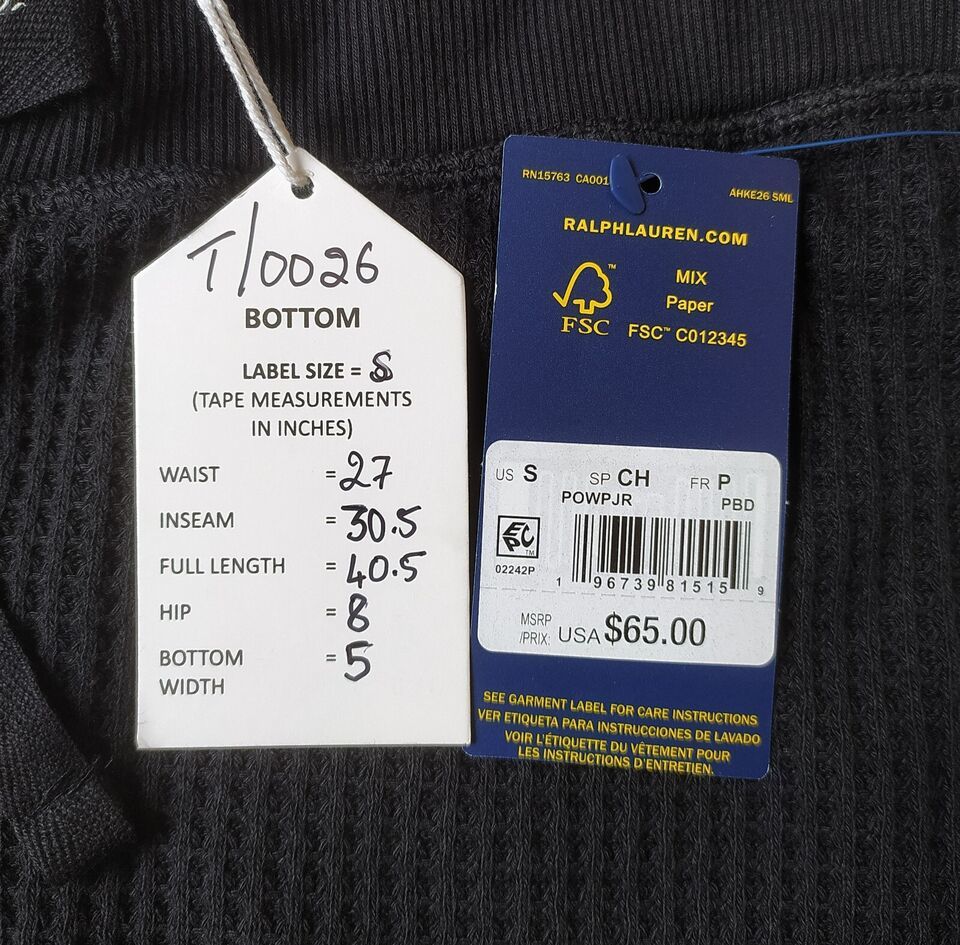 T/0026
BOTTOM
LABEL SIZE = S
(TAPE MEASUREMENTS
IN INCHES)
WAIST = 27
INSEAM = 30.5
FULL LENGTH = 40.5
HIP = 8
BOTTOM = 5
WIDTH
RN15763 CA001
AHKE26 SML
RALPHLAUREN.COM
FSC
MIX
Paper
FSC™ C012345
US S SP CH FR P
POWPJR PBD
EPC
02242P
1 96739 81515 9
MSRP
/PRIX: USA $65.00
SEE GARMENT LABEL FOR CARE INSTRUCTIONS
VER ETIQUETA PARA INSTRUCCIONES DE LAVADO
VOIR L'ÉTIQUETTE DU VÊTEMENT POUR
LES INSTRUCTIONS D'ENTRETIEN.